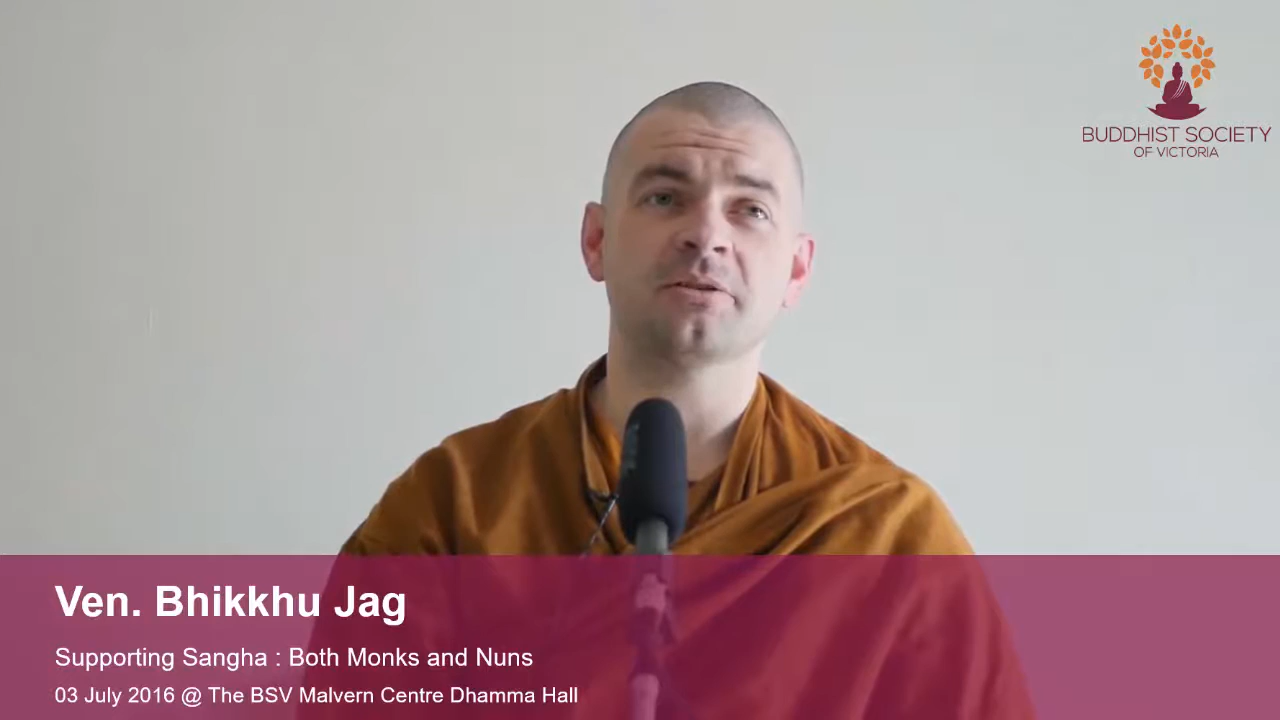 BUDDHIST SOCIETY
OF VICTORIA
Ven. Bhikkhu Jag
Supporting Sangha : Both Monks and Nuns
03 July 2016 @ The BSV Malvern Centre Dhamma Hall